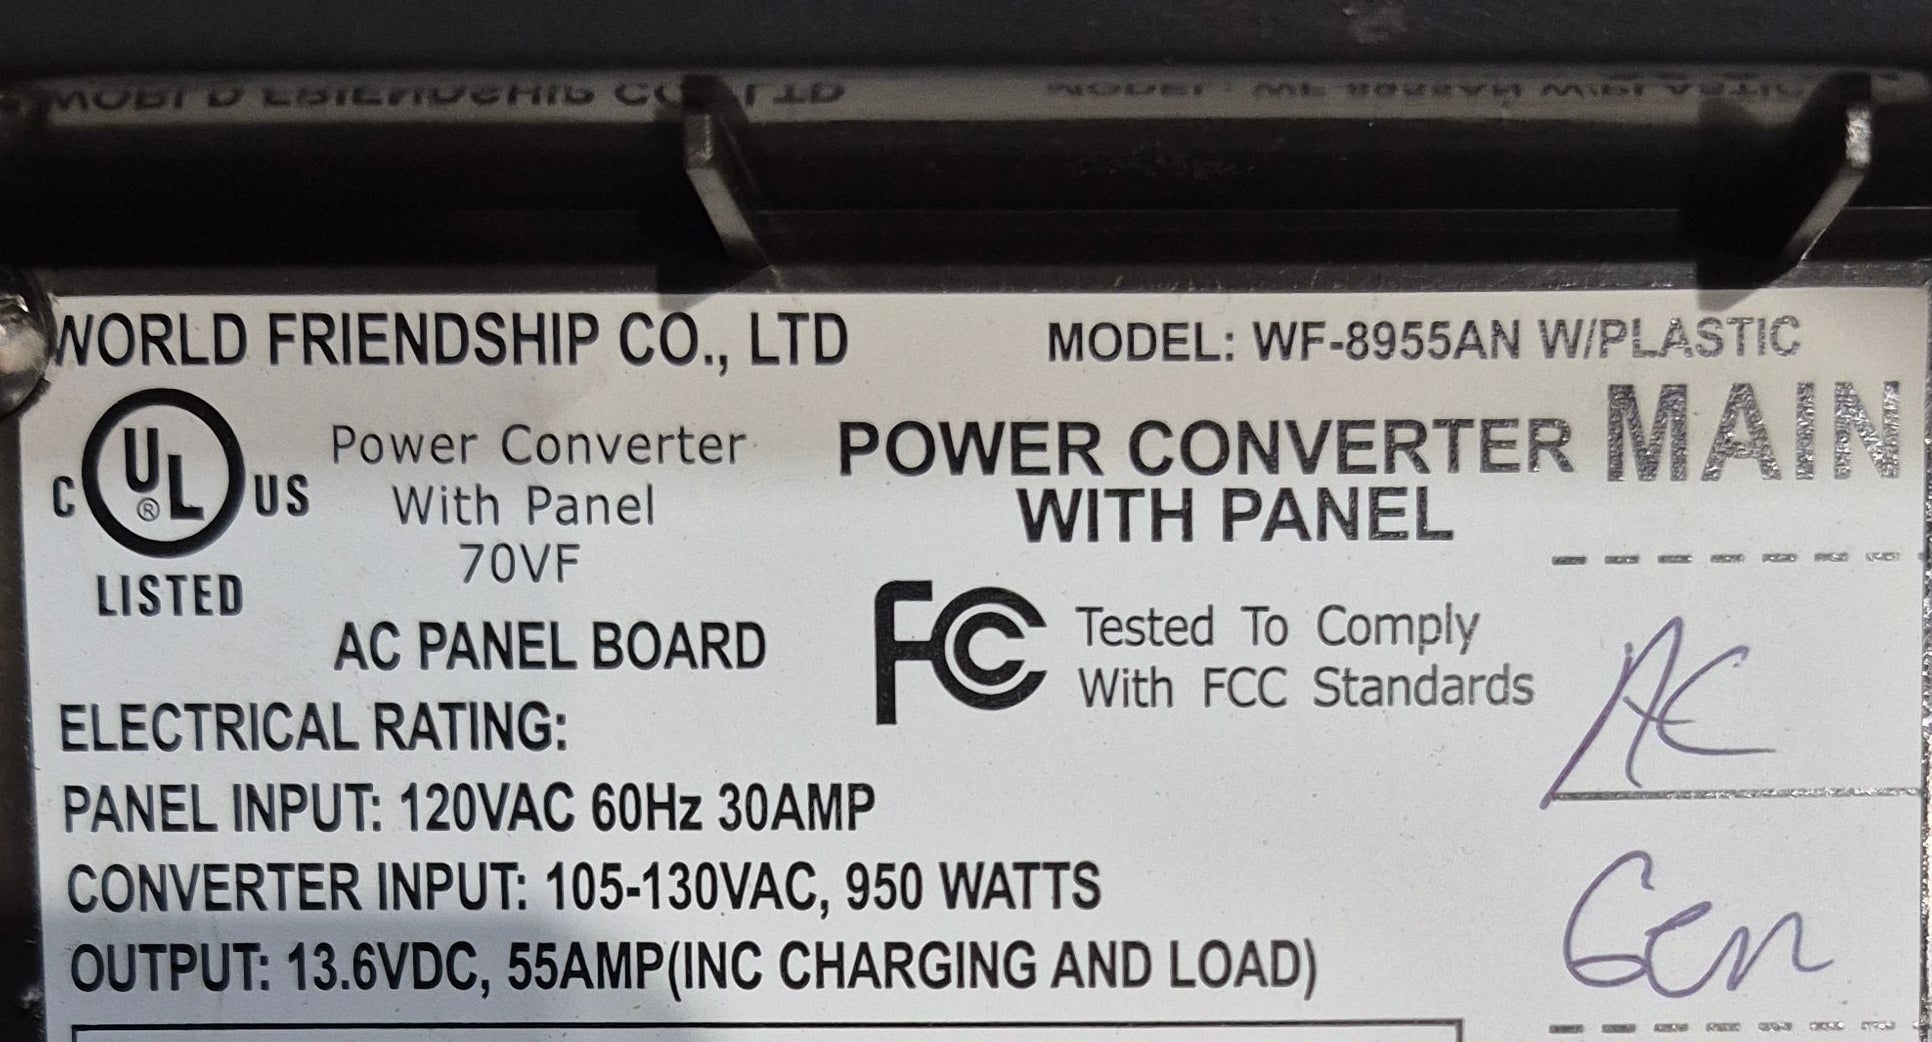 WORLD FRIENDSHIP CO., LTD
MODEL: WF-8955AN W/PLASTIC
C UL ® US
LISTED
Power Converter
With Panel
70VF
POWER CONVERTER
WITH PANEL
MAIN
AC PANEL BOARD
FC Tested To Comply
With FCC Standards
AC
ELECTRICAL RATING:
PANEL INPUT: 120VAC 60Hz 30AMP
CONVERTER INPUT: 105-130VAC, 950 WATTS
OUTPUT: 13.6VDC, 55AMP(INC CHARGING AND LOAD)
Gen